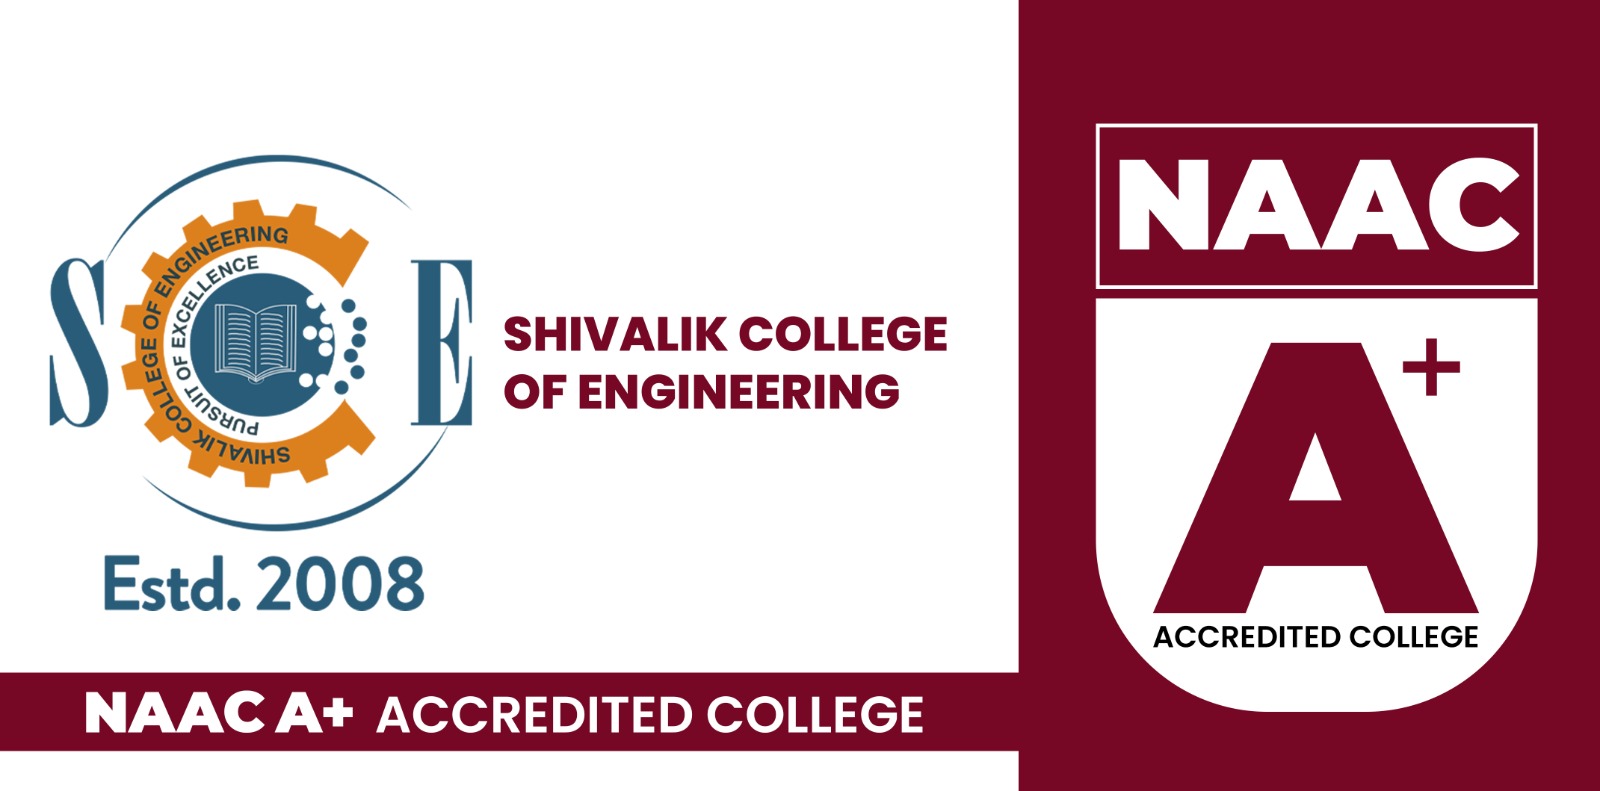 S E
SHIVALIK COLLEGE OF ENGINEERING
PURSUIT OF EXCELLENCE
Estd. 2008
SHIVALIK COLLEGE
OF ENGINEERING
NAAC A+ ACCREDITED COLLEGE
NAAC
A+
ACCREDITED COLLEGE